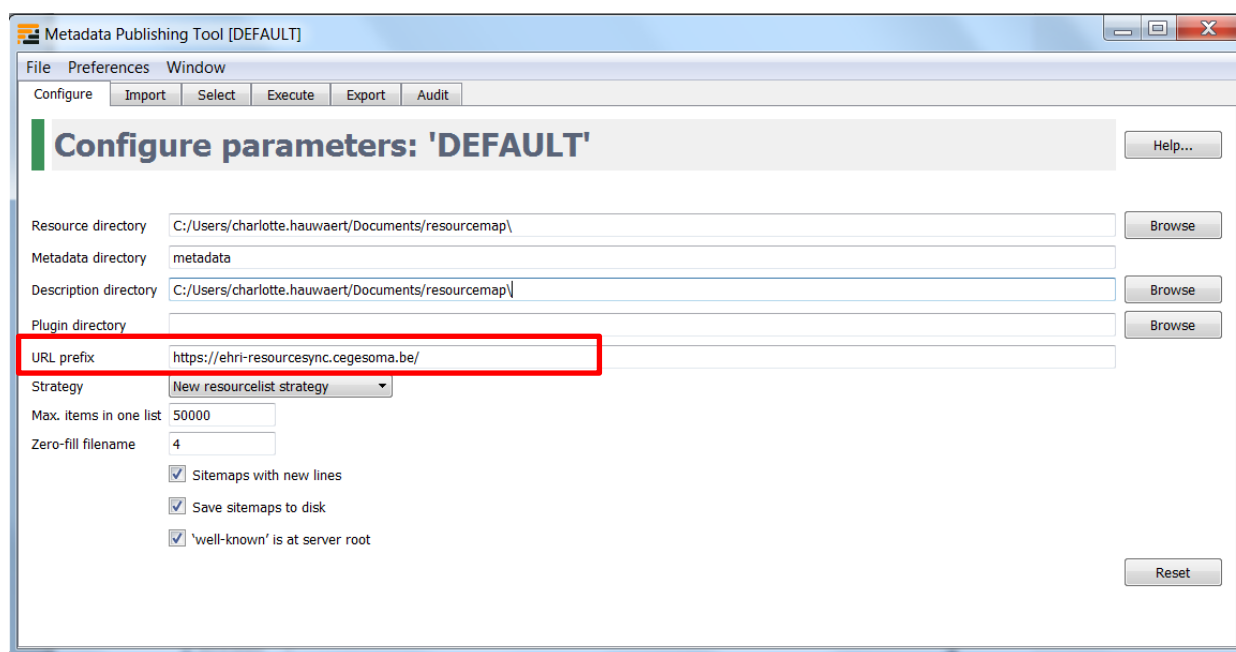 Metadata Publishing Tool [DEFAULT]
File Preferences Window
Configure Import Select Execute Export Audit
Configure parameters: 'DEFAULT'
Help...
Resource directory C:/Users/charlotte.hauwaert/Documents/resourcemap\ Browse
Metadata directory metadata
Description directory C:/Users/charlotte.hauwaert/Documents/resourcemap\ Browse
Plugin directory Browse
URL prefix https://ehri-resourcesync.cegesoma.be/
Strategy New resourcelist strategy
Max. items in one list 50000
Zero-fill filename 4
Sitemaps with new lines
Save sitemaps to disk
'well-known' is at server root
Reset